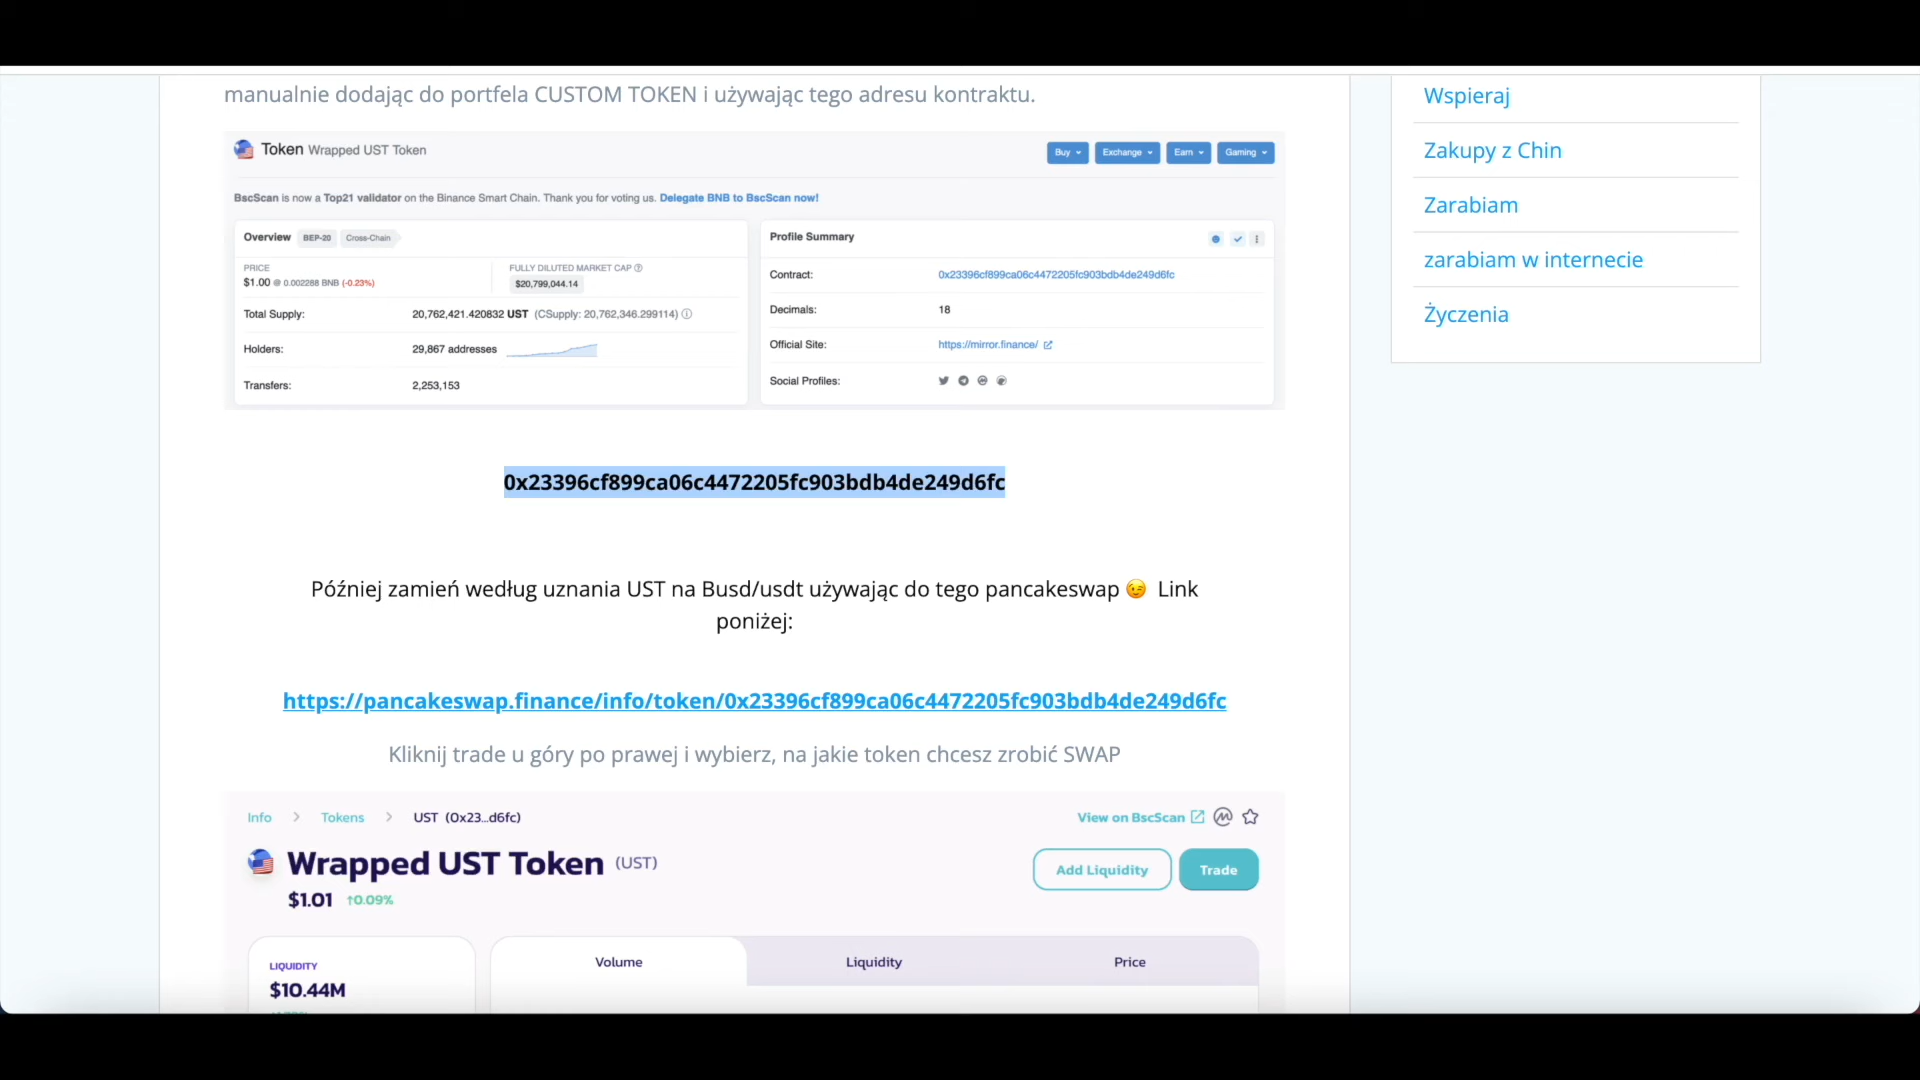 manualnie dodając do portfela CUSTOM TOKEN i używając tego adresu kontraktu.
Token Wrapped UST Token
Buy Exchange Earn Gaming
BscScan is now a Top21 validator on the Binance Smart Chain. Thank you for voting us. Delegate BNB to BscScan now!
Overview BEP-20 Cross-Chain
PRICE
$1.00 @ 0.002288 BNB (-0.23%)
FULLY DILUTED MARKET CAP
$20,799,044.14
Total Supply: 20,762,421.420832 UST (CSupply: 20,762,346.299114)
Holders: 29,867 addresses
Transfers: 2,253,153
Profile Summary
Contract: 0x23396cf899ca06c4472205fc903bdb4de249d6fc
Decimals: 18
Official Site: https://mirror.finance/
Social Profiles:
0x23396cf899ca06c4472205fc903bdb4de249d6fc
Później zamień według uznania UST na Busd/usdt używając do tego pancakeswap 😉 Link
poniżej:
https://pancakeswap.finance/info/token/0x23396cf899ca06c4472205fc903bdb4de249d6fc
Kliknij trade u góry po prawej i wybierz, na jakie token chcesz zrobić SWAP
Info > Tokens > UST (0x23...d6fc)
View on BscScan
Wrapped UST Token (UST)
$1.01 ↑0.09%
Add Liquidity Trade
LIQUIDITY
$10.44M
Volume Liquidity Price
Wspieraj
Zakupy z Chin
Zarabiam
zarabiam w internecie
Życzenia